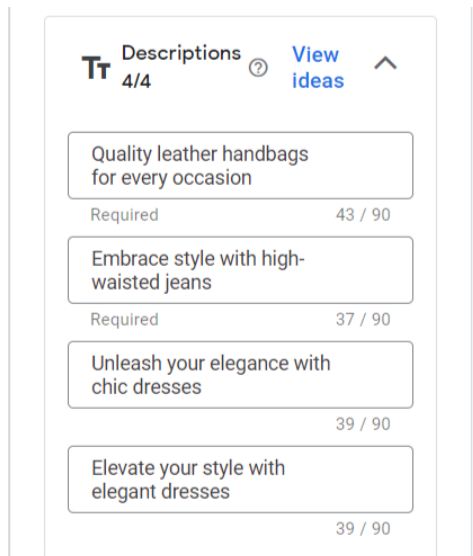 Descriptions
4/4
View
ideas
Quality leather handbags
for every occasion
Required 43 / 90
Embrace style with high-
waisted jeans
Required 37 / 90
Unleash your elegance with
chic dresses
39 / 90
Elevate your style with
elegant dresses
39 / 90